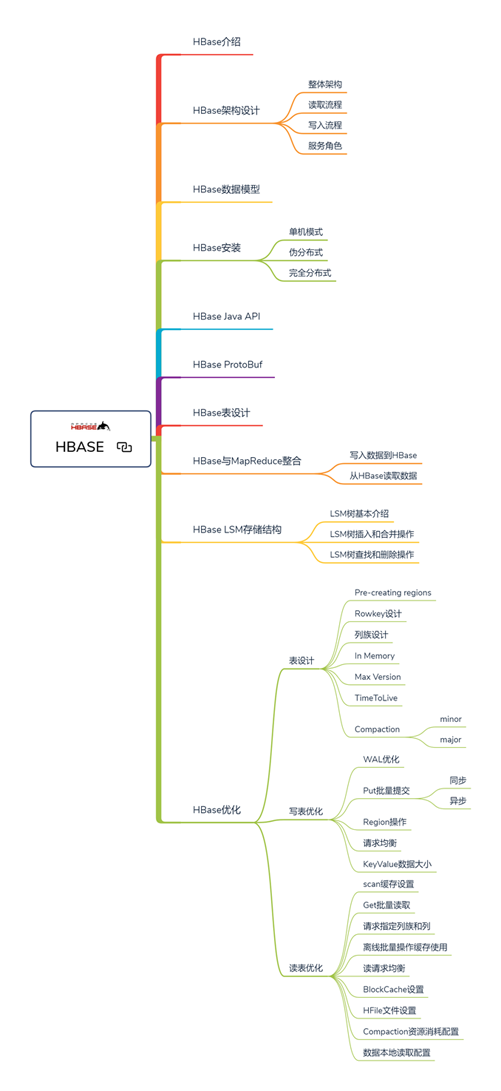 HBase介绍
HBase架构设计
整体架构
读取流程
写入流程
服务角色
HBase数据模型
HBase安装
单机模式
伪分布式
完全分布式
HBase Java API
HBase ProtoBuf
HBase表设计
HBASE
HBASE
HBase与MapReduce整合
写入数据到HBase
从HBase读取数据
HBase LSM存储结构
LSM树基本介绍
LSM树插入和合并操作
LSM树查找和删除操作
HBase优化
表设计
Pre-creating regions
Rowkey设计
列族设计
In Memory
Max Version
TimeToLive
Compaction
minor
major
写表优化
WAL优化
Put批量提交
同步
异步
Region操作
请求均衡
KeyValue数据大小
读表优化
scan缓存设置
Get批量读取
请求指定列族和列
离线批量操作缓存使用
读请求均衡
BlockCache设置
HFile文件设置
Compaction资源消耗配置
数据本地读取配置